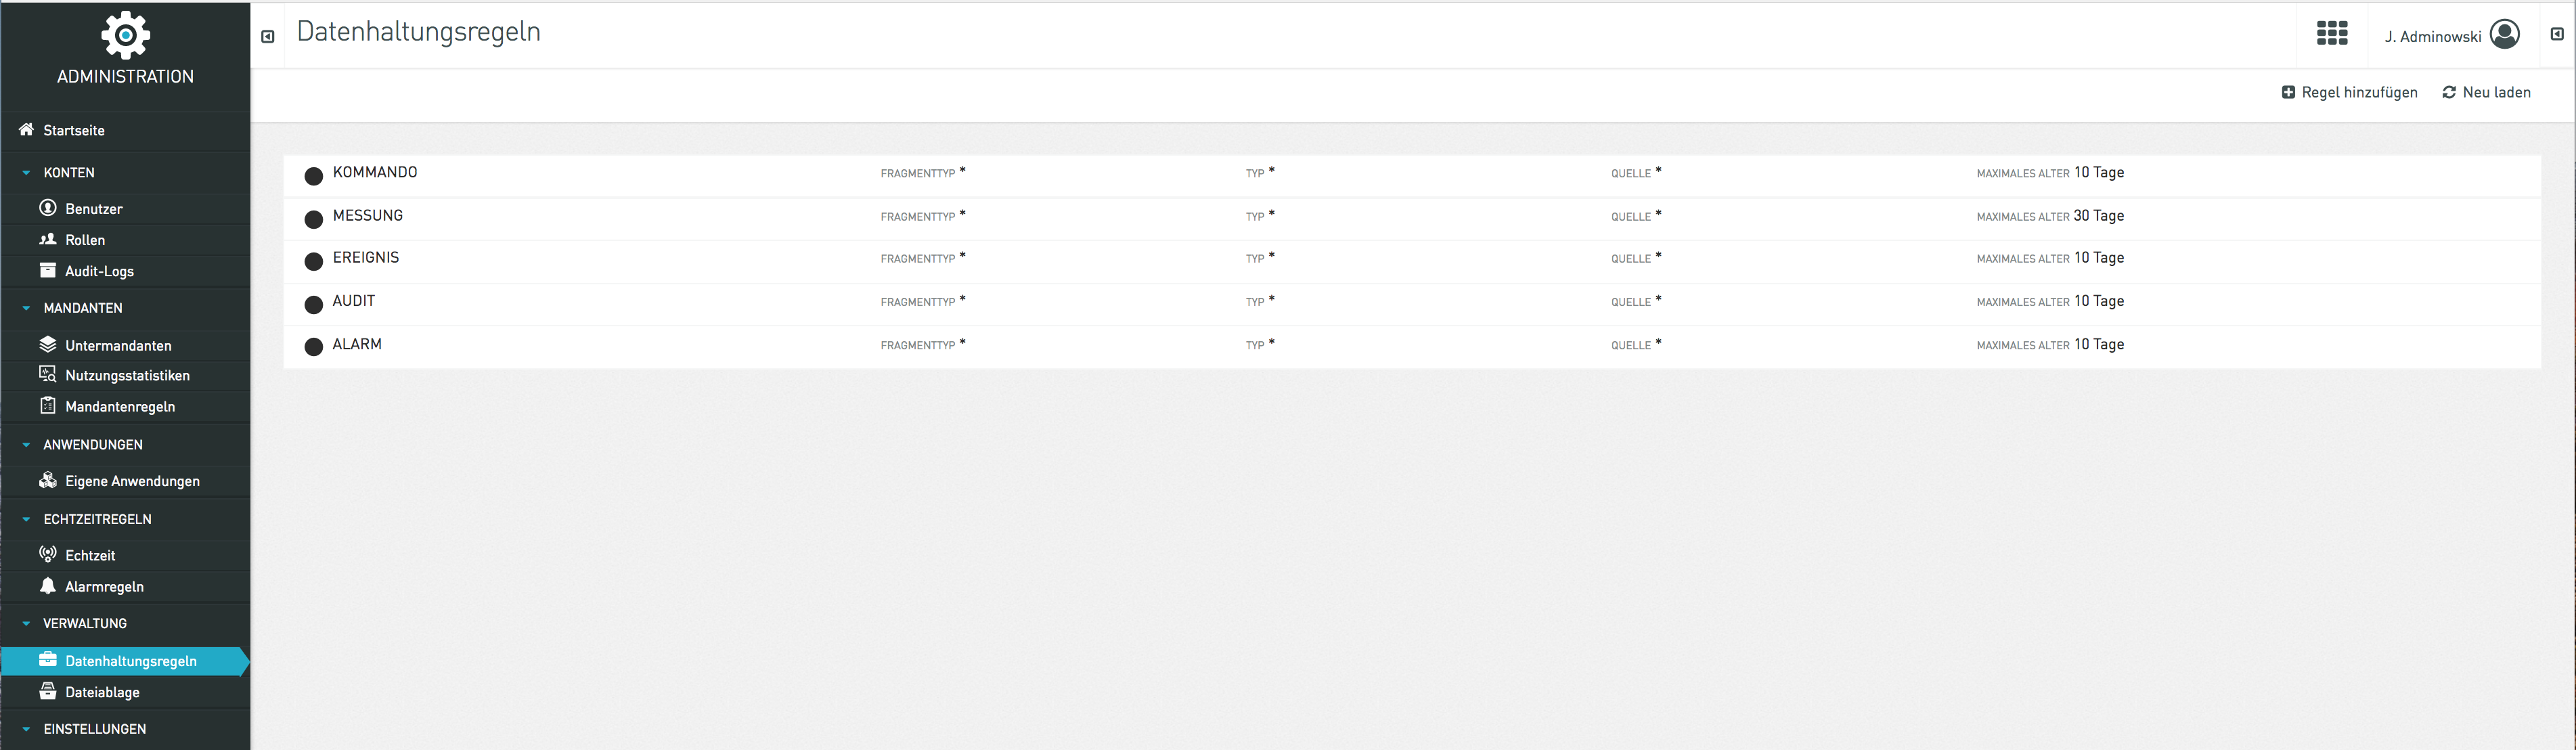 ADMINISTRATION
Startseite
KONTEN
Benutzer
Rollen
Audit-Logs
MANDANTEN
Untermandanten
Nutzungsstatistiken
Mandantenregeln
ANWENDUNGEN
Eigene Anwendungen
ECHTZEITREGELN
Echtzeit
Alarmregeln
VERWALTUNG
Datenhaltungsregeln
Dateiablage
EINSTELLUNGEN
Datenhaltungsregeln
J. Adminowski
Regel hinzufügen Neu laden
KOMMANDO FRAGMENTTYP * TYP * QUELLE * MAXIMALES ALTER 10 Tage
MESSUNG FRAGMENTTYP * TYP * QUELLE * MAXIMALES ALTER 30 Tage
EREIGNIS FRAGMENTTYP * TYP * QUELLE * MAXIMALES ALTER 10 Tage
AUDIT FRAGMENTTYP * TYP * QUELLE * MAXIMALES ALTER 10 Tage
ALARM FRAGMENTTYP * TYP * QUELLE * MAXIMALES ALTER 10 Tage